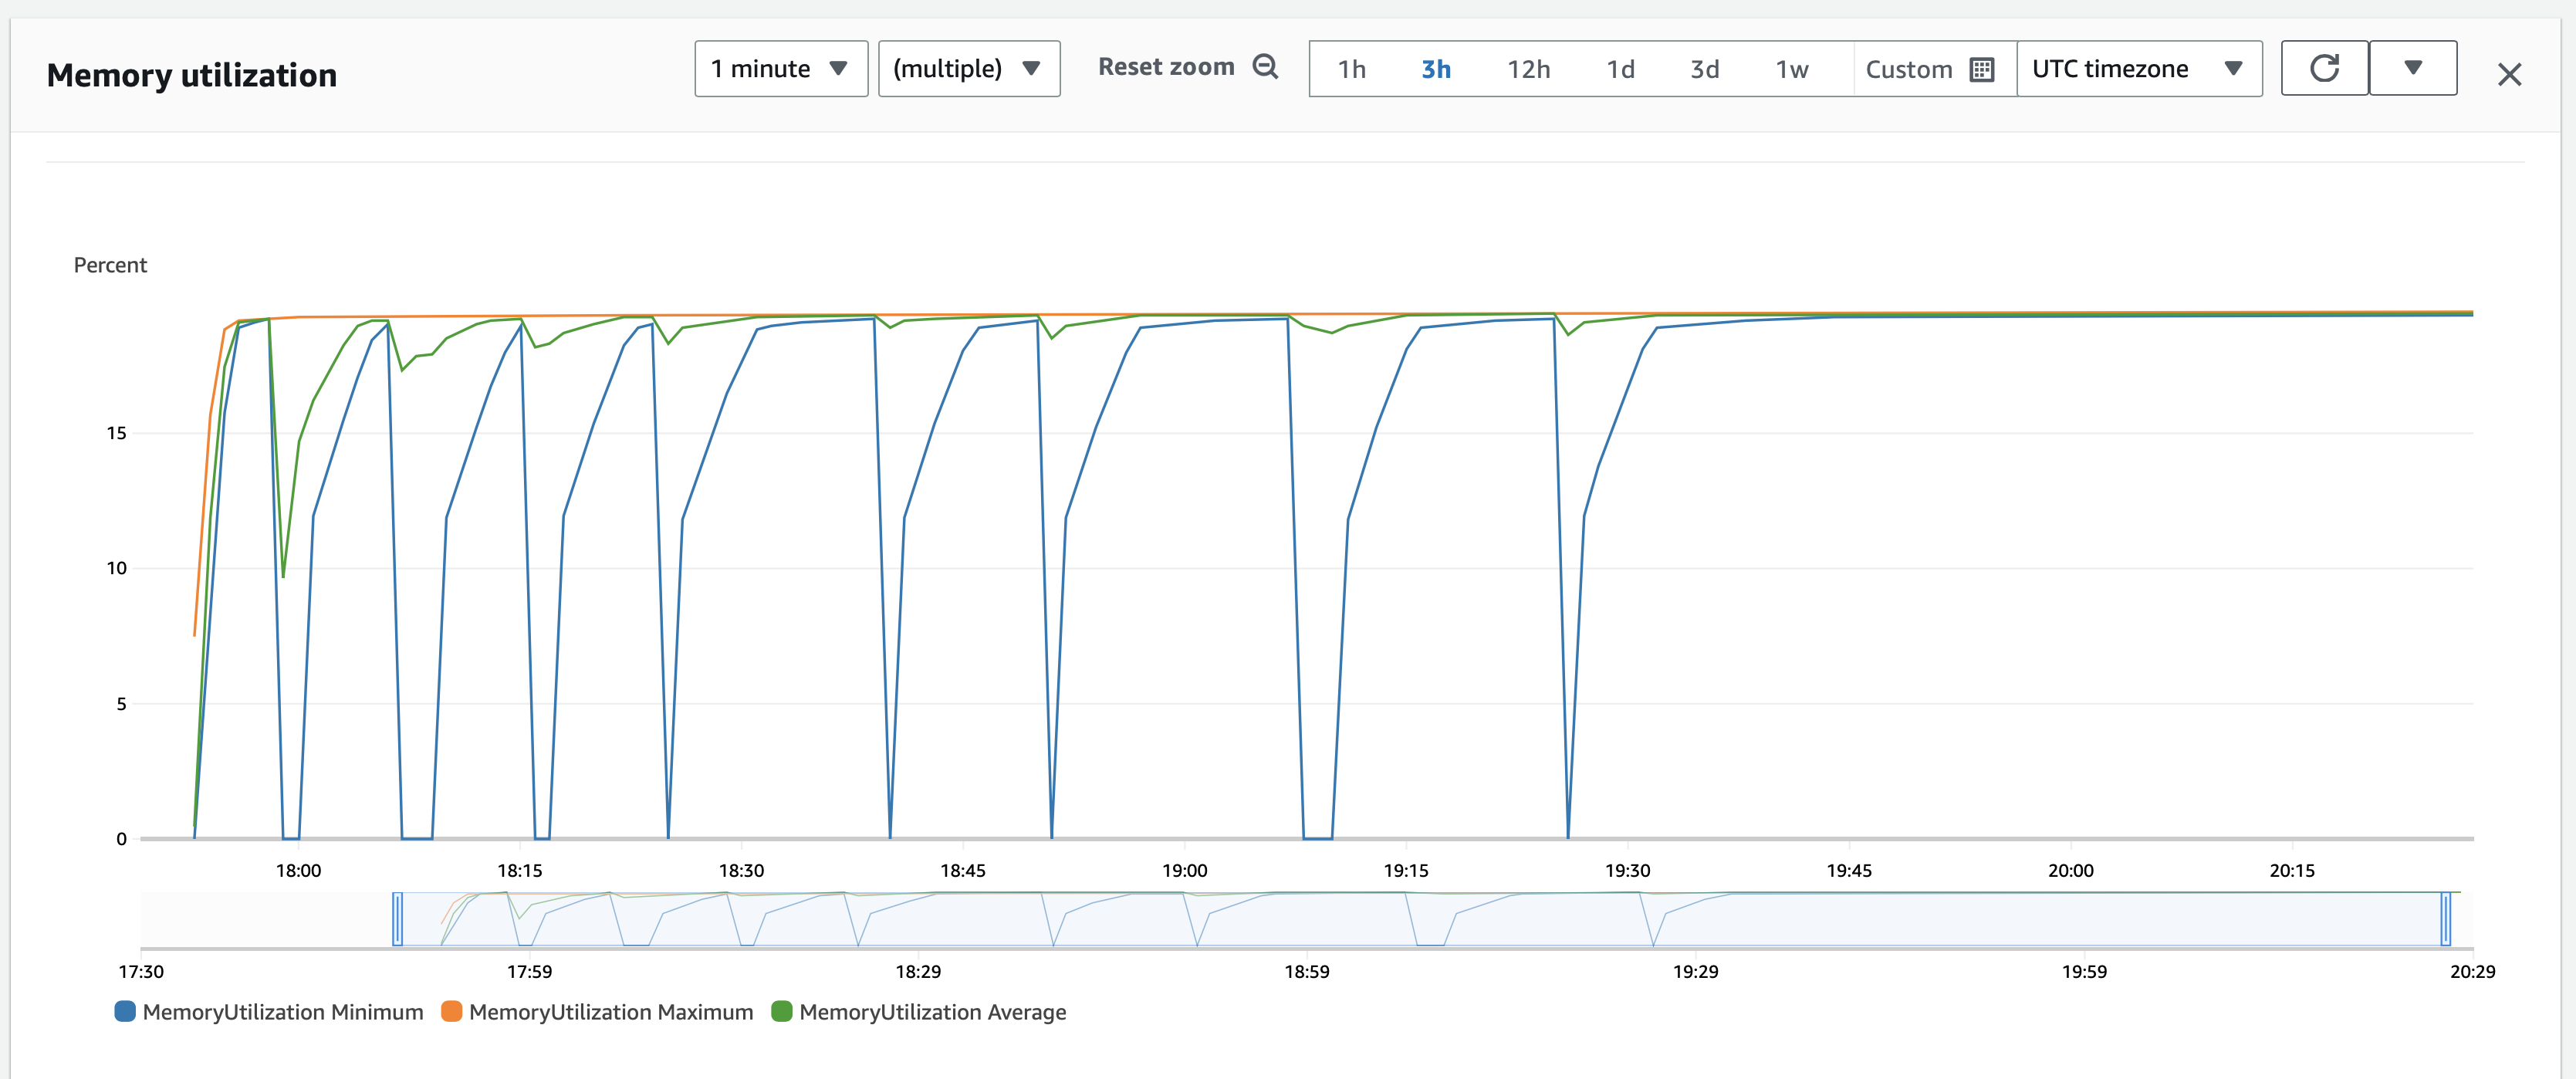 Memory utilization 1 minute (multiple) Reset zoom 1h 3h 12h 1d 3d 1w Custom UTC timezone
Percent
15
10
5
0
18:00 18:15 18:30 18:45 19:00 19:15 19:30 19:45 20:00 20:15
17:30 17:59 18:29 18:59 19:29 19:59 20:29
MemoryUtilization Minimum MemoryUtilization Maximum MemoryUtilization Average